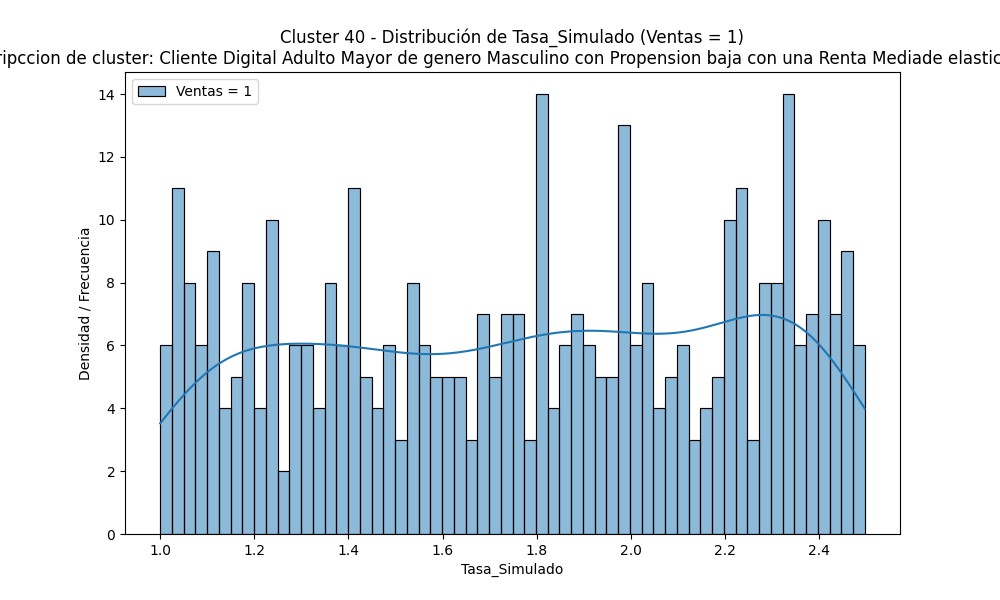 Cluster 40 - Distribución de Tasa_Simulado (Ventas = 1)
ripccion de cluster: Cliente Digital Adulto Mayor de genero Masculino con Propension baja con una Renta Mediade elastic
Ventas = 1
Densidad / Frecuencia
14
12
10
8
6
4
2
0
1.0 1.2 1.4 1.6 1.8 2.0 2.2 2.4
Tasa_Simulado